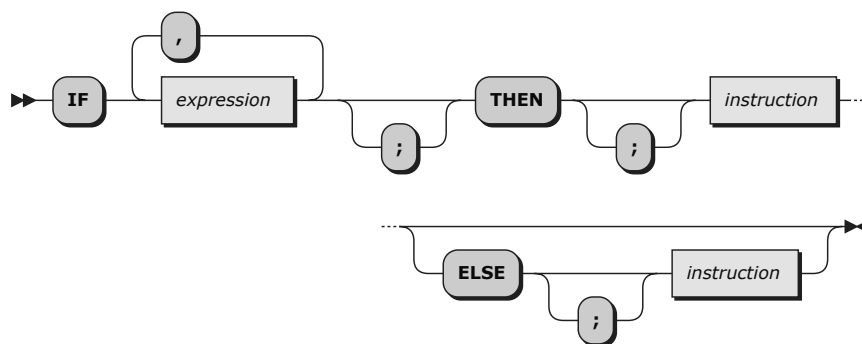 ,
IF expression ; THEN ; instruction
ELSE ; instruction